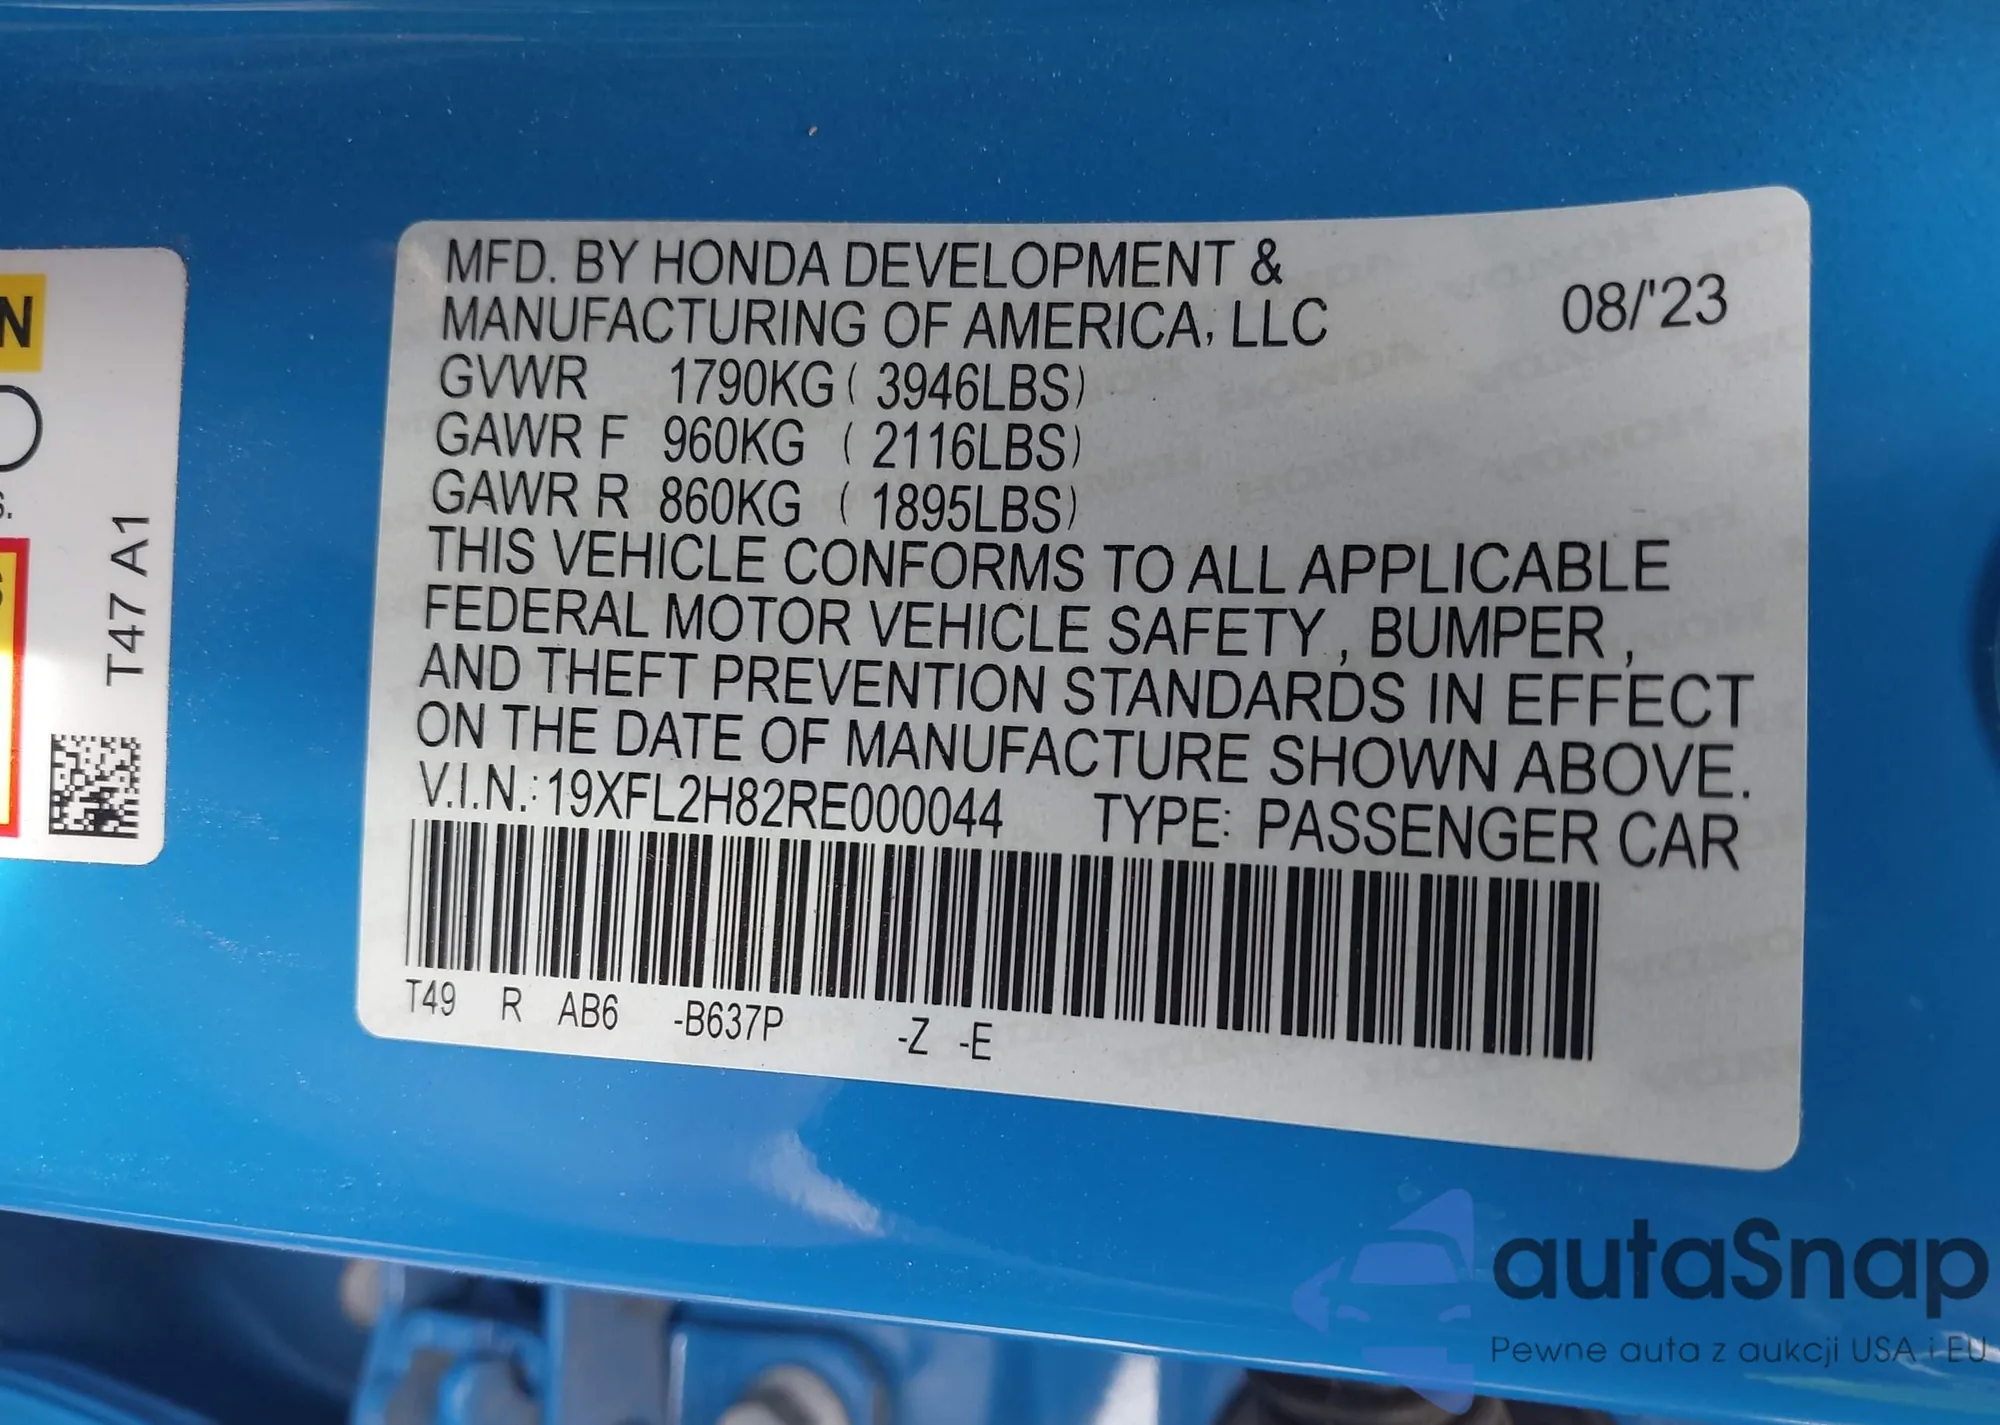 N
S.
T47 A1
MFD. BY HONDA DEVELOPMENT &
MANUFACTURING OF AMERICA, LLC
08/'23
GVWR 1790KG ( 3946LBS)
GAWR F 960KG ( 2116LBS)
GAWR R 860KG ( 1895LBS)
THIS VEHICLE CONFORMS TO ALL APPLICABLE
FEDERAL MOTOR VEHICLE SAFETY , BUMPER ,
AND THEFT PREVENTION STANDARDS IN EFFECT
ON THE DATE OF MANUFACTURE SHOWN ABOVE.
V.I.N.: 19XFL2H82RE000044 TYPE: PASSENGER CAR
T49 R AB6 -B637P -Z -E
autaSnap
Pewne auta z aukcji USA i EU